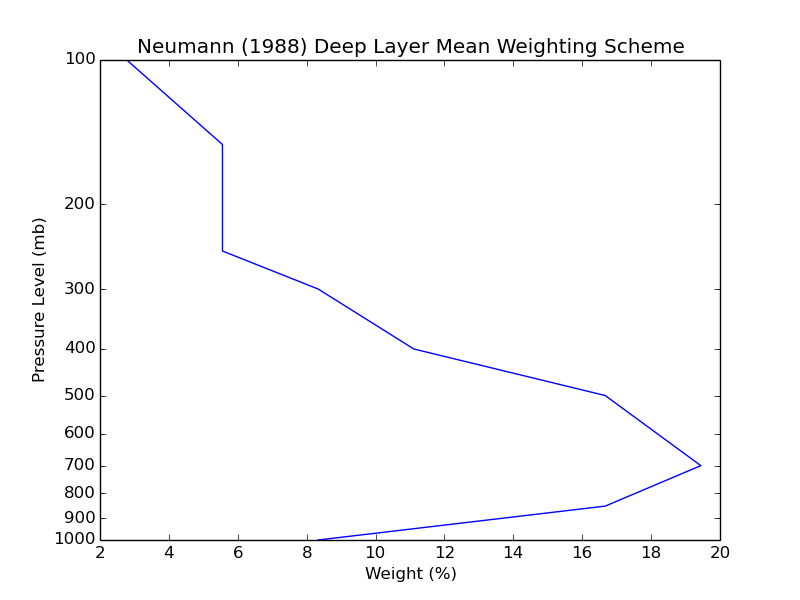 Neumann (1988) Deep Layer Mean Weighting Scheme
100
200
300
400
500
600
700
800
900
1000
Pressure Level (mb)
2 4 6 8 10 12 14 16 18 20
Weight (%)